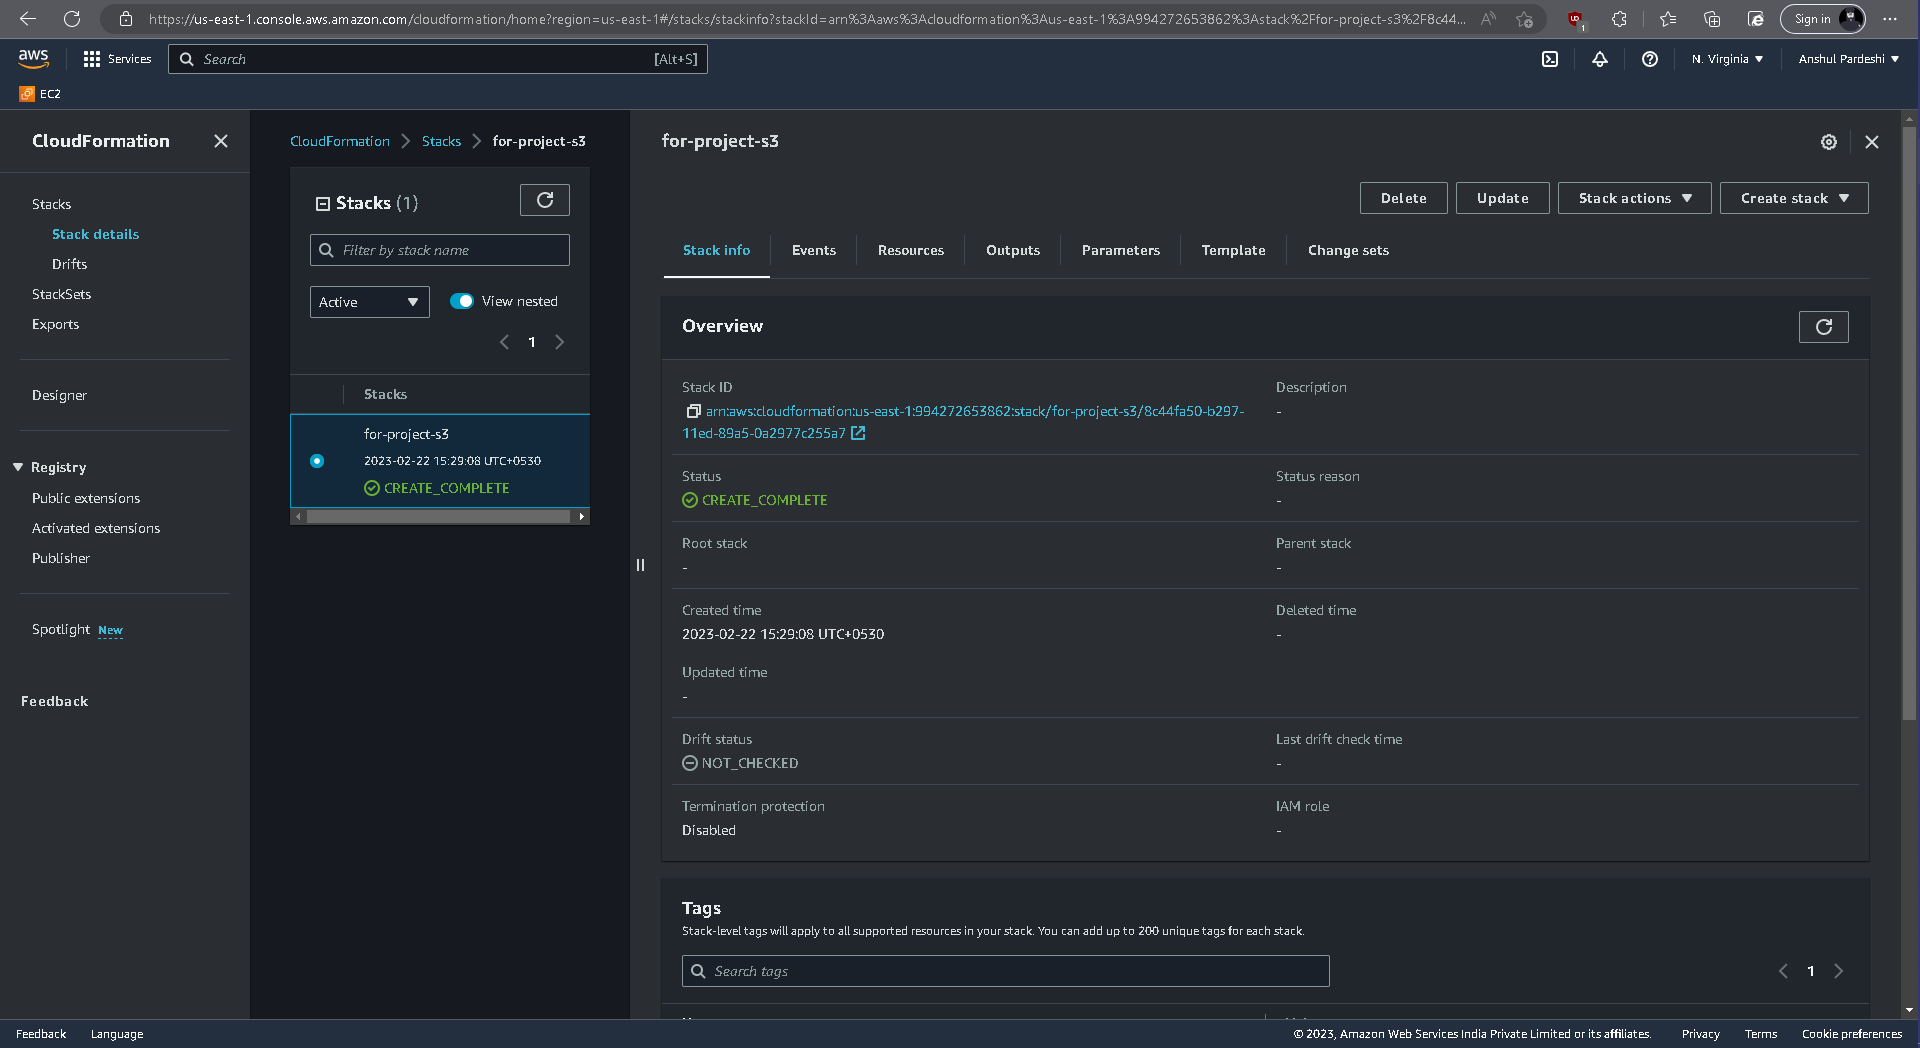 https://us-east-1.console.aws.amazon.com/cloudformation/home?region=us-east-1#/stacks/stackinfo?stackId=arn%3Aaws%3Acloudformation%3Aus-east-1%3A994272653862%3Astack%2Ffor-project-s3%2F8c44...
Sign in
aws
Services
Search
[Alt+S]
N. Virginia
Anshul Pardeshi
EC2
CloudFormation
Stacks
Stack details
Drifts
StackSets
Exports
Designer
Registry
Public extensions
Activated extensions
Publisher
Spotlight New
Feedback
CloudFormation > Stacks > for-project-s3
Stacks (1)
Filter by stack name
Active
View nested
1
Stacks
for-project-s3
2023-02-22 15:29:08 UTC+0530
CREATE_COMPLETE
for-project-s3
Delete
Update
Stack actions
Create stack
Stack info
Events
Resources
Outputs
Parameters
Template
Change sets
Overview
Stack ID
arn:aws:cloudformation:us-east-1:994272653862:stack/for-project-s3/8c44fa50-b297-
11ed-89a5-0a2977c255a7
Description
-
Status
CREATE_COMPLETE
Status reason
-
Root stack
-
Parent stack
-
Created time
2023-02-22 15:29:08 UTC+0530
Deleted time
-
Updated time
-
Drift status
NOT_CHECKED
Last drift check time
-
Termination protection
Disabled
IAM role
-
Tags
Stack-level tags will apply to all supported resources in your stack. You can add up to 200 unique tags for each stack.
Search tags
1
Feedback
Language
© 2023, Amazon Web Services India Private Limited or its affiliates.
Privacy
Terms
Cookie preferences